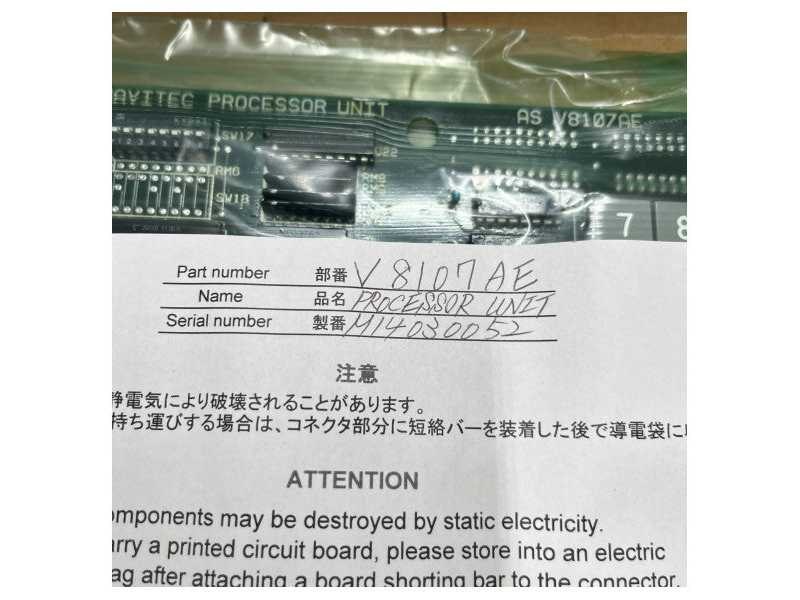 AVITEC PROCESSOR UNIT
AS V8107AE
SW17
U22
RM6
SW18
7 8
Part number 部番 V8107AE
Name 品名 PROCESSOR UNIT
Serial number 製番 M14030052
注意
静電気により破壊されることがあります。
持ち運びする場合は、コネクタ部分に短絡バーを装着した後で導電袋に
ATTENTION
omponents may be destroyed by static electricity.
arry a printed circuit board, please store into an electric
ag after attaching a board shorting bar to the connector.